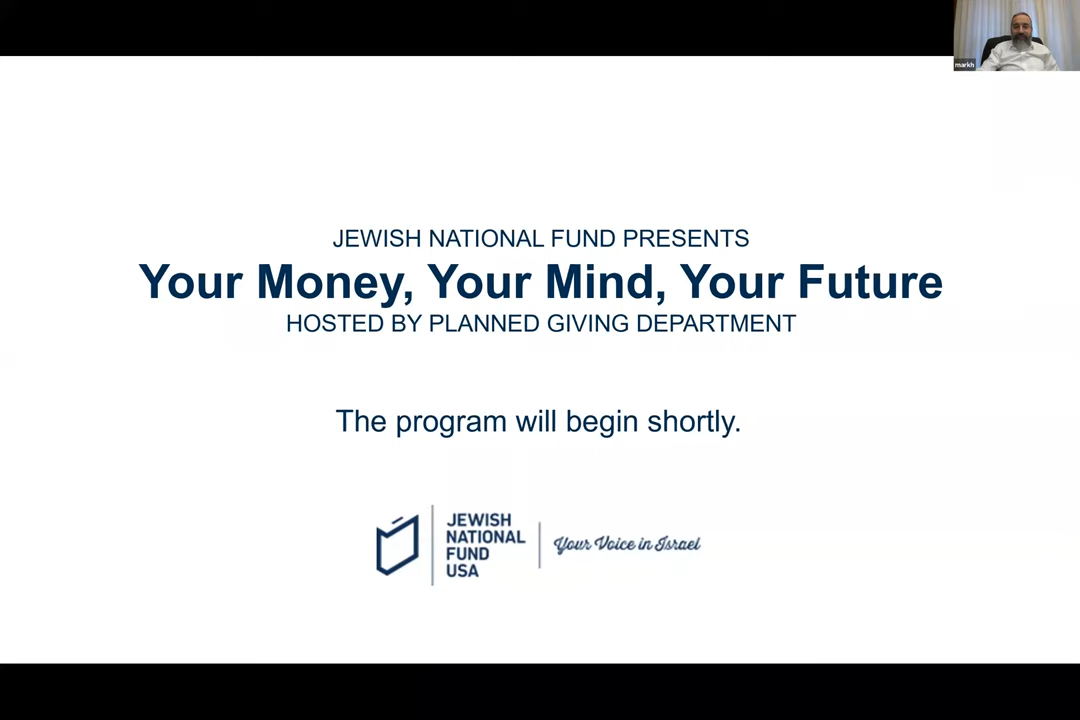 markh
JEWISH NATIONAL FUND PRESENTS
Your Money, Your Mind, Your Future
HOSTED BY PLANNED GIVING DEPARTMENT
The program will begin shortly.
JEWISH
NATIONAL
FUND
USA
Your Voice in Israel